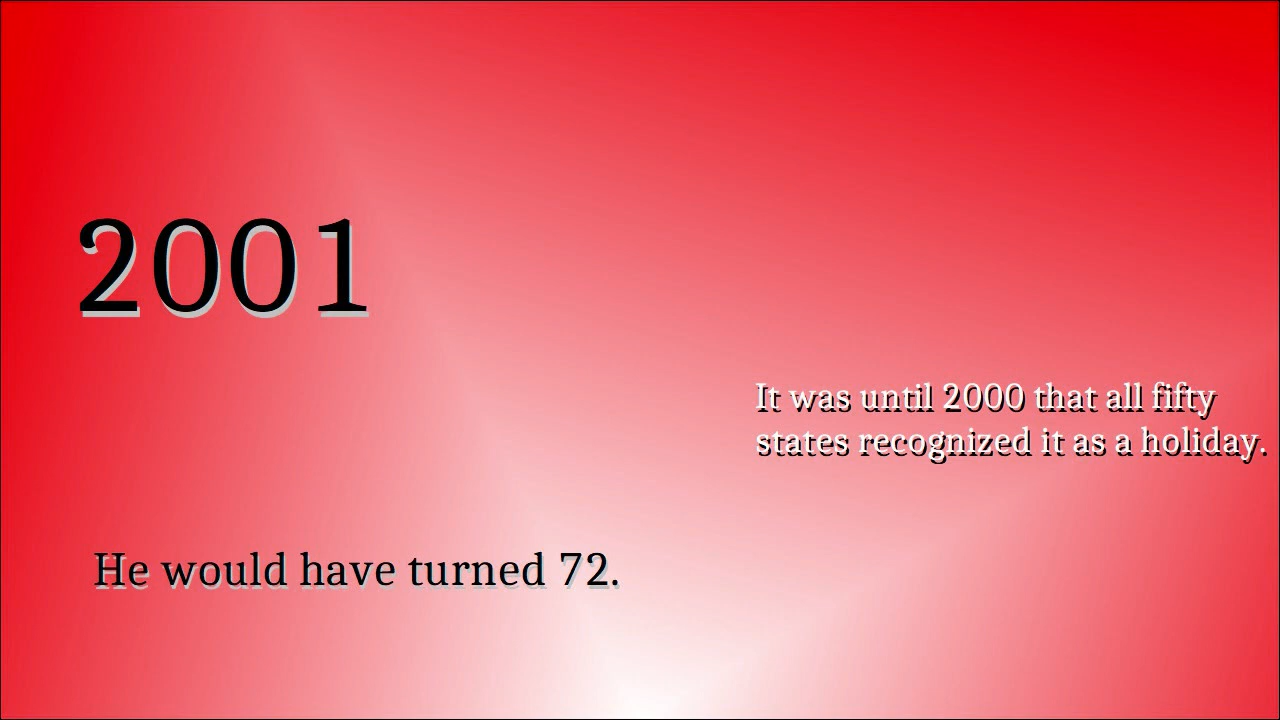 2001
It was until 2000 that all fifty
states recognized it as a holiday.
He would have turned 72.